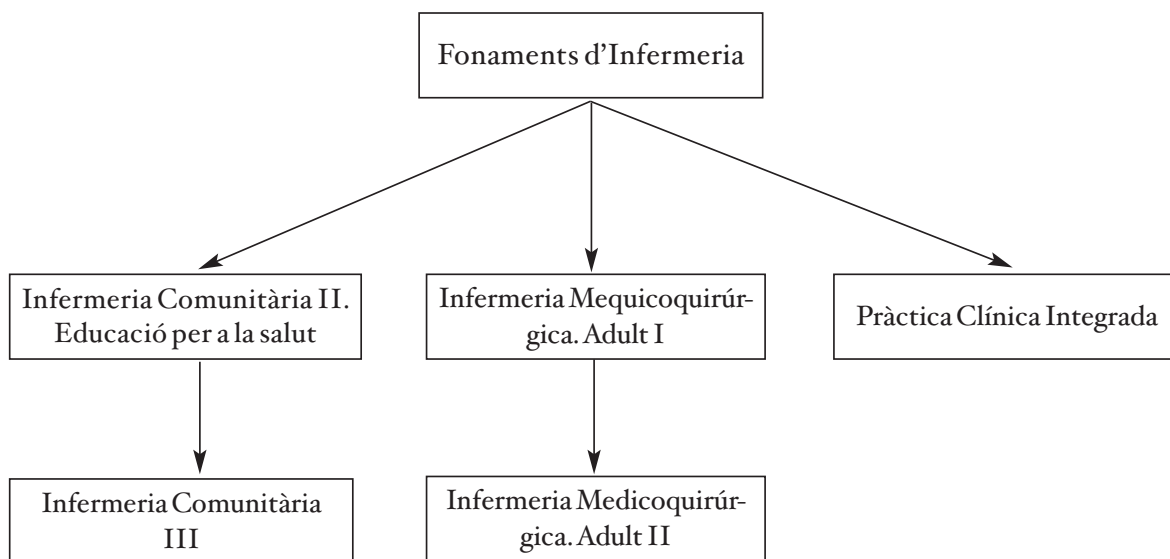 Fonaments d’Infermeria
Infermeria Comunitària II.
Educació per a la salut
Infermeria Mequicoquirúr-
gica. Adult I
Pràctica Clínica Integrada
Infermeria Comunitària
III
Infermeria Medicoquirúr-
gica. Adult II